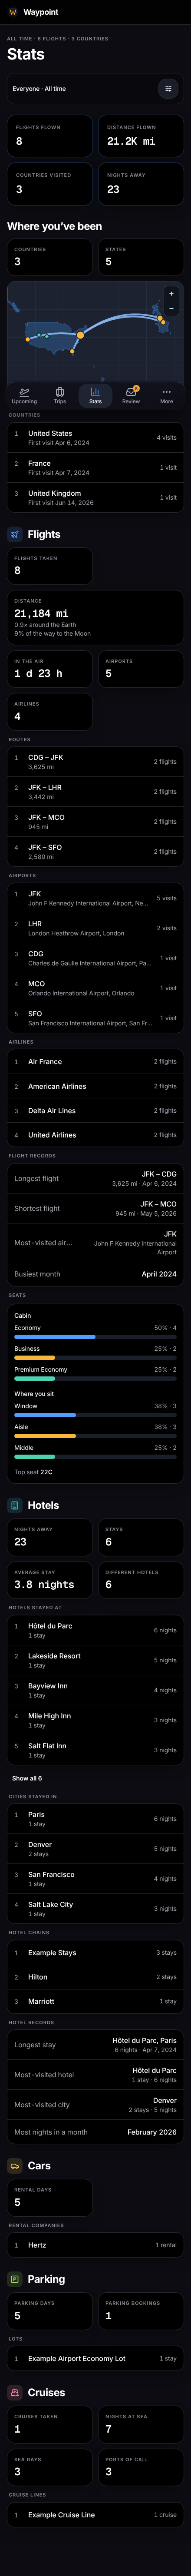 Waypoint
ALL TIME · 8 FLIGHTS · 3 COUNTRIES
Stats
Everyone · All time
FLIGHTS FLOWN
8
DISTANCE FLOWN
21.2K mi
COUNTRIES VISITED
3
NIGHTS AWAY
23
Where you've been
COUNTRIES
3
STATES
5
+
−
Upcoming
Trips
Stats
Review
More
COUNTRIES
1 United States 4 visits
First visit Apr 6, 2024
2 France 1 visit
First visit Apr 7, 2024
3 United Kingdom 1 visit
First visit Jun 14, 2026
Flights
FLIGHTS TAKEN
8
DISTANCE
21,184 mi
0.9× around the Earth
9% of the way to the Moon
IN THE AIR
1 d 23 h
AIRPORTS
5
AIRLINES
4
ROUTES
1 CDG – JFK 2 flights
3,625 mi
2 JFK – LHR 2 flights
3,442 mi
3 JFK – MCO 2 flights
945 mi
4 JFK – SFO 2 flights
2,580 mi
AIRPORTS
1 JFK 5 visits
John F Kennedy International Airport, Ne...
2 LHR 2 visits
London Heathrow Airport, London
3 CDG 1 visit
Charles de Gaulle International Airport, Pa...
4 MCO 1 visit
Orlando International Airport, Orlando
5 SFO 1 visit
San Francisco International Airport, San Fr...
AIRLINES
1 Air France 2 flights
2 American Airlines 2 flights
3 Delta Air Lines 2 flights
4 United Airlines 2 flights
FLIGHT RECORDS
Longest flight JFK – CDG
3,625 mi · Apr 6, 2024
Shortest flight JFK – MCO
945 mi · May 5, 2026
Most-visited air... JFK
John F Kennedy International
Airport
Busiest month April 2024
SEATS
Cabin
Economy 50% · 4
Business 25% · 2
Premium Economy 25% · 2
Where you sit
Window 38% · 3
Aisle 38% · 3
Middle 25% · 2
Top seat 22C
Hotels
NIGHTS AWAY
23
STAYS
6
AVERAGE STAY
3.8 nights
DIFFERENT HOTELS
6
HOTELS STAYED AT
1 Hôtel du Parc 6 nights
1 stay
2 Lakeside Resort 5 nights
1 stay
3 Bayview Inn 4 nights
1 stay
4 Mile High Inn 3 nights
1 stay
5 Salt Flat Inn 3 nights
1 stay
Show all 6
CITIES STAYED IN
1 Paris 6 nights
1 stay
2 Denver 5 nights
2 stays
3 San Francisco 4 nights
1 stay
4 Salt Lake City 3 nights
1 stay
HOTEL CHAINS
1 Example Stays 3 stays
2 Hilton 2 stays
3 Marriott 1 stay
HOTEL RECORDS
Longest stay Hôtel du Parc, Paris
6 nights · Apr 7, 2024
Most-visited hotel Hôtel du Parc
1 stay · 6 nights
Most-visited city Denver
2 stays · 5 nights
Most nights in a month February 2026
Cars
RENTAL DAYS
5
RENTAL COMPANIES
1 Hertz 1 rental
Parking
PARKING DAYS
5
PARKING BOOKINGS
1
LOTS
1 Example Airport Economy Lot 1 stay
Cruises
CRUISES TAKEN
1
NIGHTS AT SEA
7
SEA DAYS
3
PORTS OF CALL
3
CRUISE LINES
1 Example Cruise Line 1 cruise